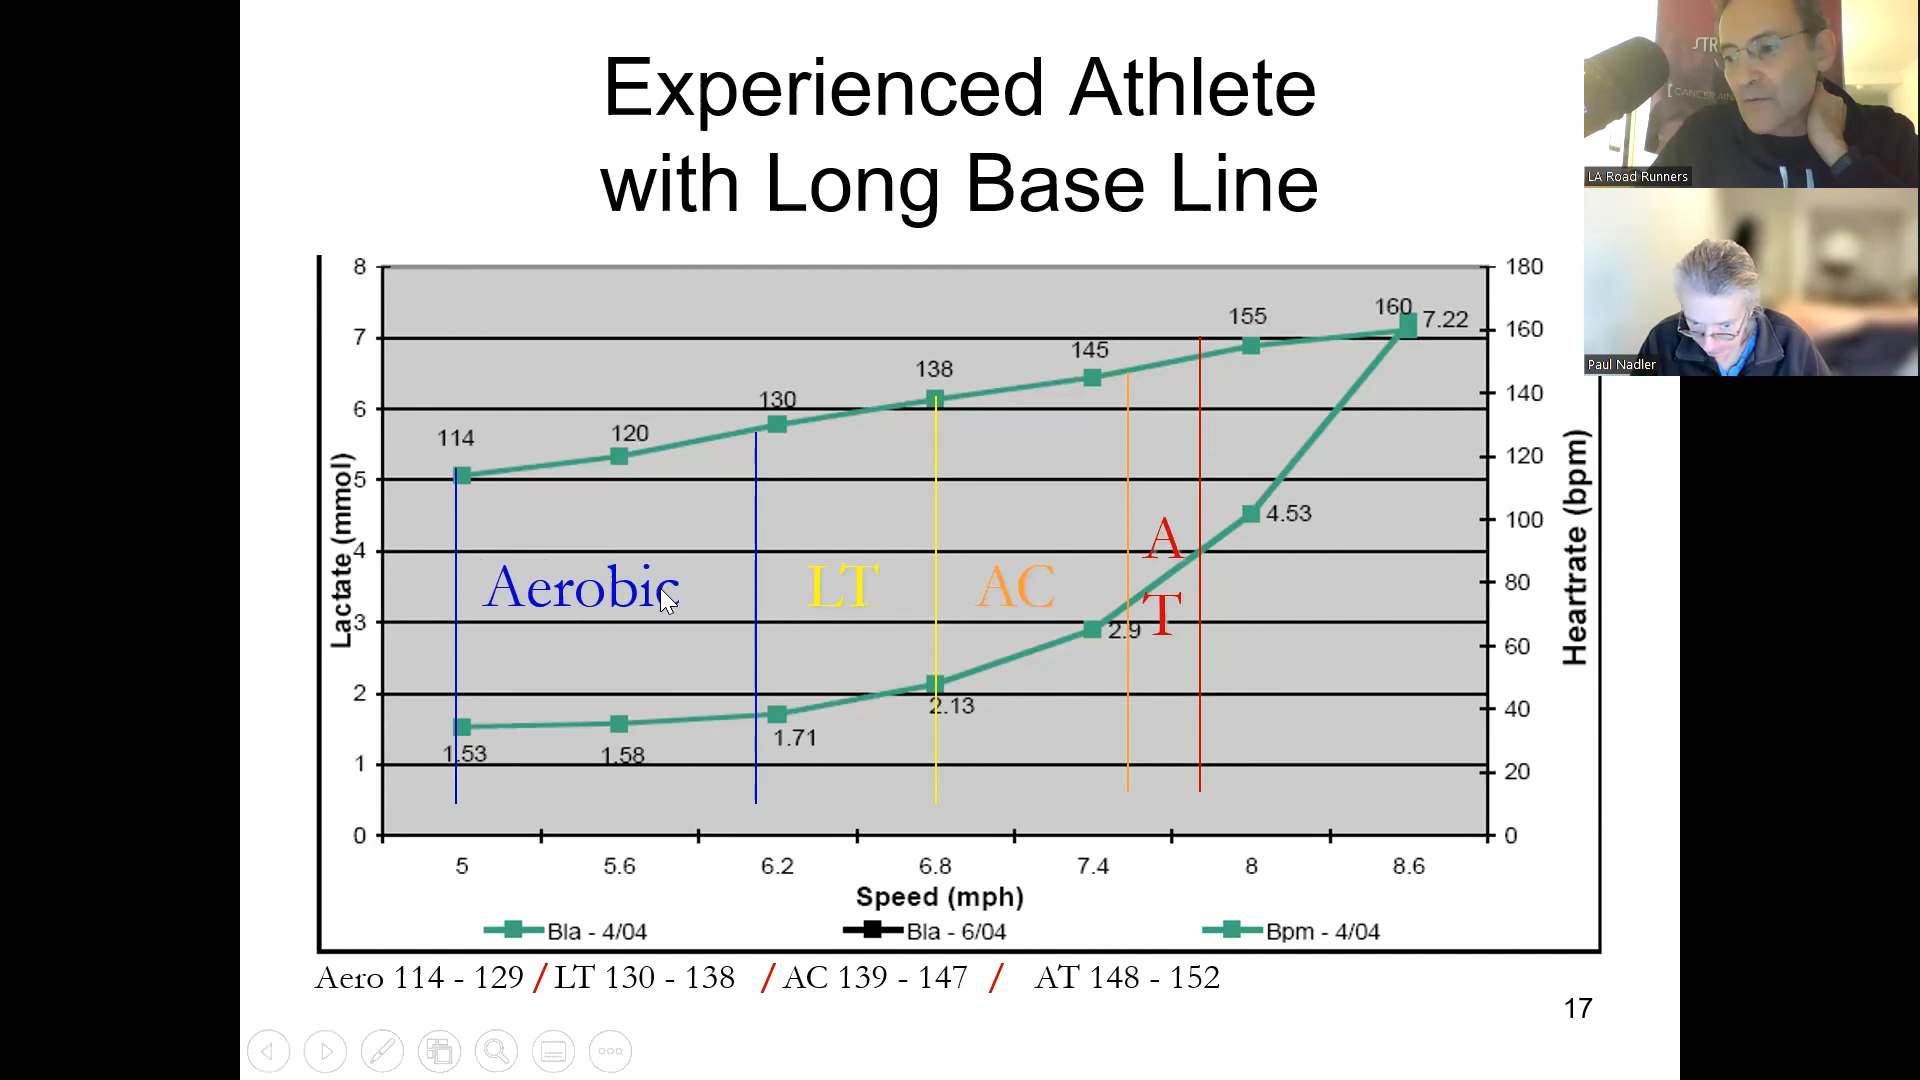 Experienced Athlete
with Long Base Line
STR
[ CANCER
LA Road Runners
Paul Nadler
8
7
6
5
4
3
2
1
0
Lactate (mmol)
180
160
140
120
100
80
60
40
20
0
Heartrate (bpm)
114
120
130
138
145
155
160
7.22
4.53
2.9
2.13
1.71
1.58
1.53
Aerobic
LT
AC
A
T
5 5.6 6.2 6.8 7.4 8 8.6
Speed (mph)
Bla - 4/04 Bla - 6/04 Bpm - 4/04
Aero 114 - 129 / LT 130 - 138 / AC 139 - 147 / AT 148 - 152
17